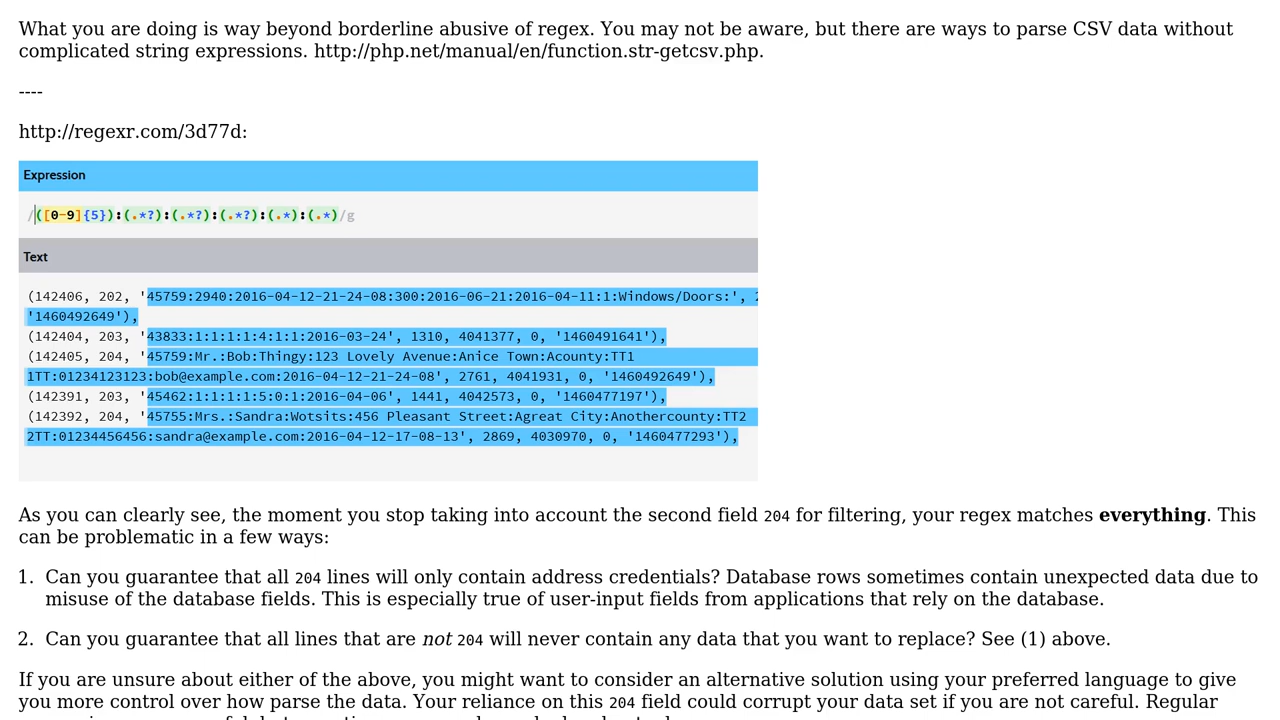 What you are doing is way beyond borderline abusive of regex. You may not be aware, but there are ways to parse CSV data without
complicated string expressions. http://php.net/manual/en/function.str-getcsv.php.
----
http://regexr.com/3d77d:
Expression
/([0-9]{5}):(.*?):(.*?):(.*?):(.*):(.*)/g
Text
(142406, 202, '45759:2940:2016-04-12-21-24-08:300:2016-06-21:2016-04-11:1:Windows/Doors:',
'1460492649'),
(142404, 203, '43833:1:1:1:1:4:1:1:2016-03-24', 1310, 4041377, 0, '1460491641'),
(142405, 204, '45759:Mr.:Bob:Thingy:123 Lovely Avenue:Anice Town:Acounty:TT1
1TT:01234123123:bob@example.com:2016-04-12-21-24-08', 2761, 4041931, 0, '1460492649'),
(142391, 203, '45462:1:1:1:1:5:0:1:2016-04-06', 1441, 4042573, 0, '1460477197'),
(142392, 204, '45755:Mrs.:Sandra:Wotsits:456 Pleasant Street:Agreat City:Anothercounty:TT2
2TT:01234456456:sandra@example.com:2016-04-12-17-08-13', 2869, 4030970, 0, '1460477293'),
As you can clearly see, the moment you stop taking into account the second field 204 for filtering, your regex matches everything. This
can be problematic in a few ways:
1. Can you guarantee that all 204 lines will only contain address credentials? Database rows sometimes contain unexpected data due to
misuse of the database fields. This is especially true of user-input fields from applications that rely on the database.
2. Can you guarantee that all lines that are not 204 will never contain any data that you want to replace? See (1) above.
If you are unsure about either of the above, you might want to consider an alternative solution using your preferred language to give
you more control over how parse the data. Your reliance on this 204 field could corrupt your data set if you are not careful. Regular